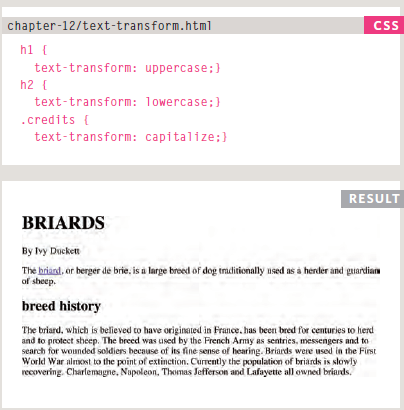 chapter-12/text-transform.html CSS
h1 {
text-transform: uppercase;}
h2 {
text-transform: lowercase;}
.credits {
text-transform: capitalize;}
RESULT
BRIARDS
By Ivy Duckett
The briard, or berger de brie, is a large breed of dog traditionally used as a herder and guardian
of sheep.
breed history
The briard, which is believed to have originated in France, has been bred for centuries to herd
and to protect sheep. The breed was used by the French Army as sentries, messengers and to
search for wounded soldiers because of its fine sense of hearing. Briards were used in the First
World War almost to the point of extinction. Currently the population of briards is slowly
recovering. Charlemagne, Napoleon, Thomas Jefferson and Lafayette all owned briards.